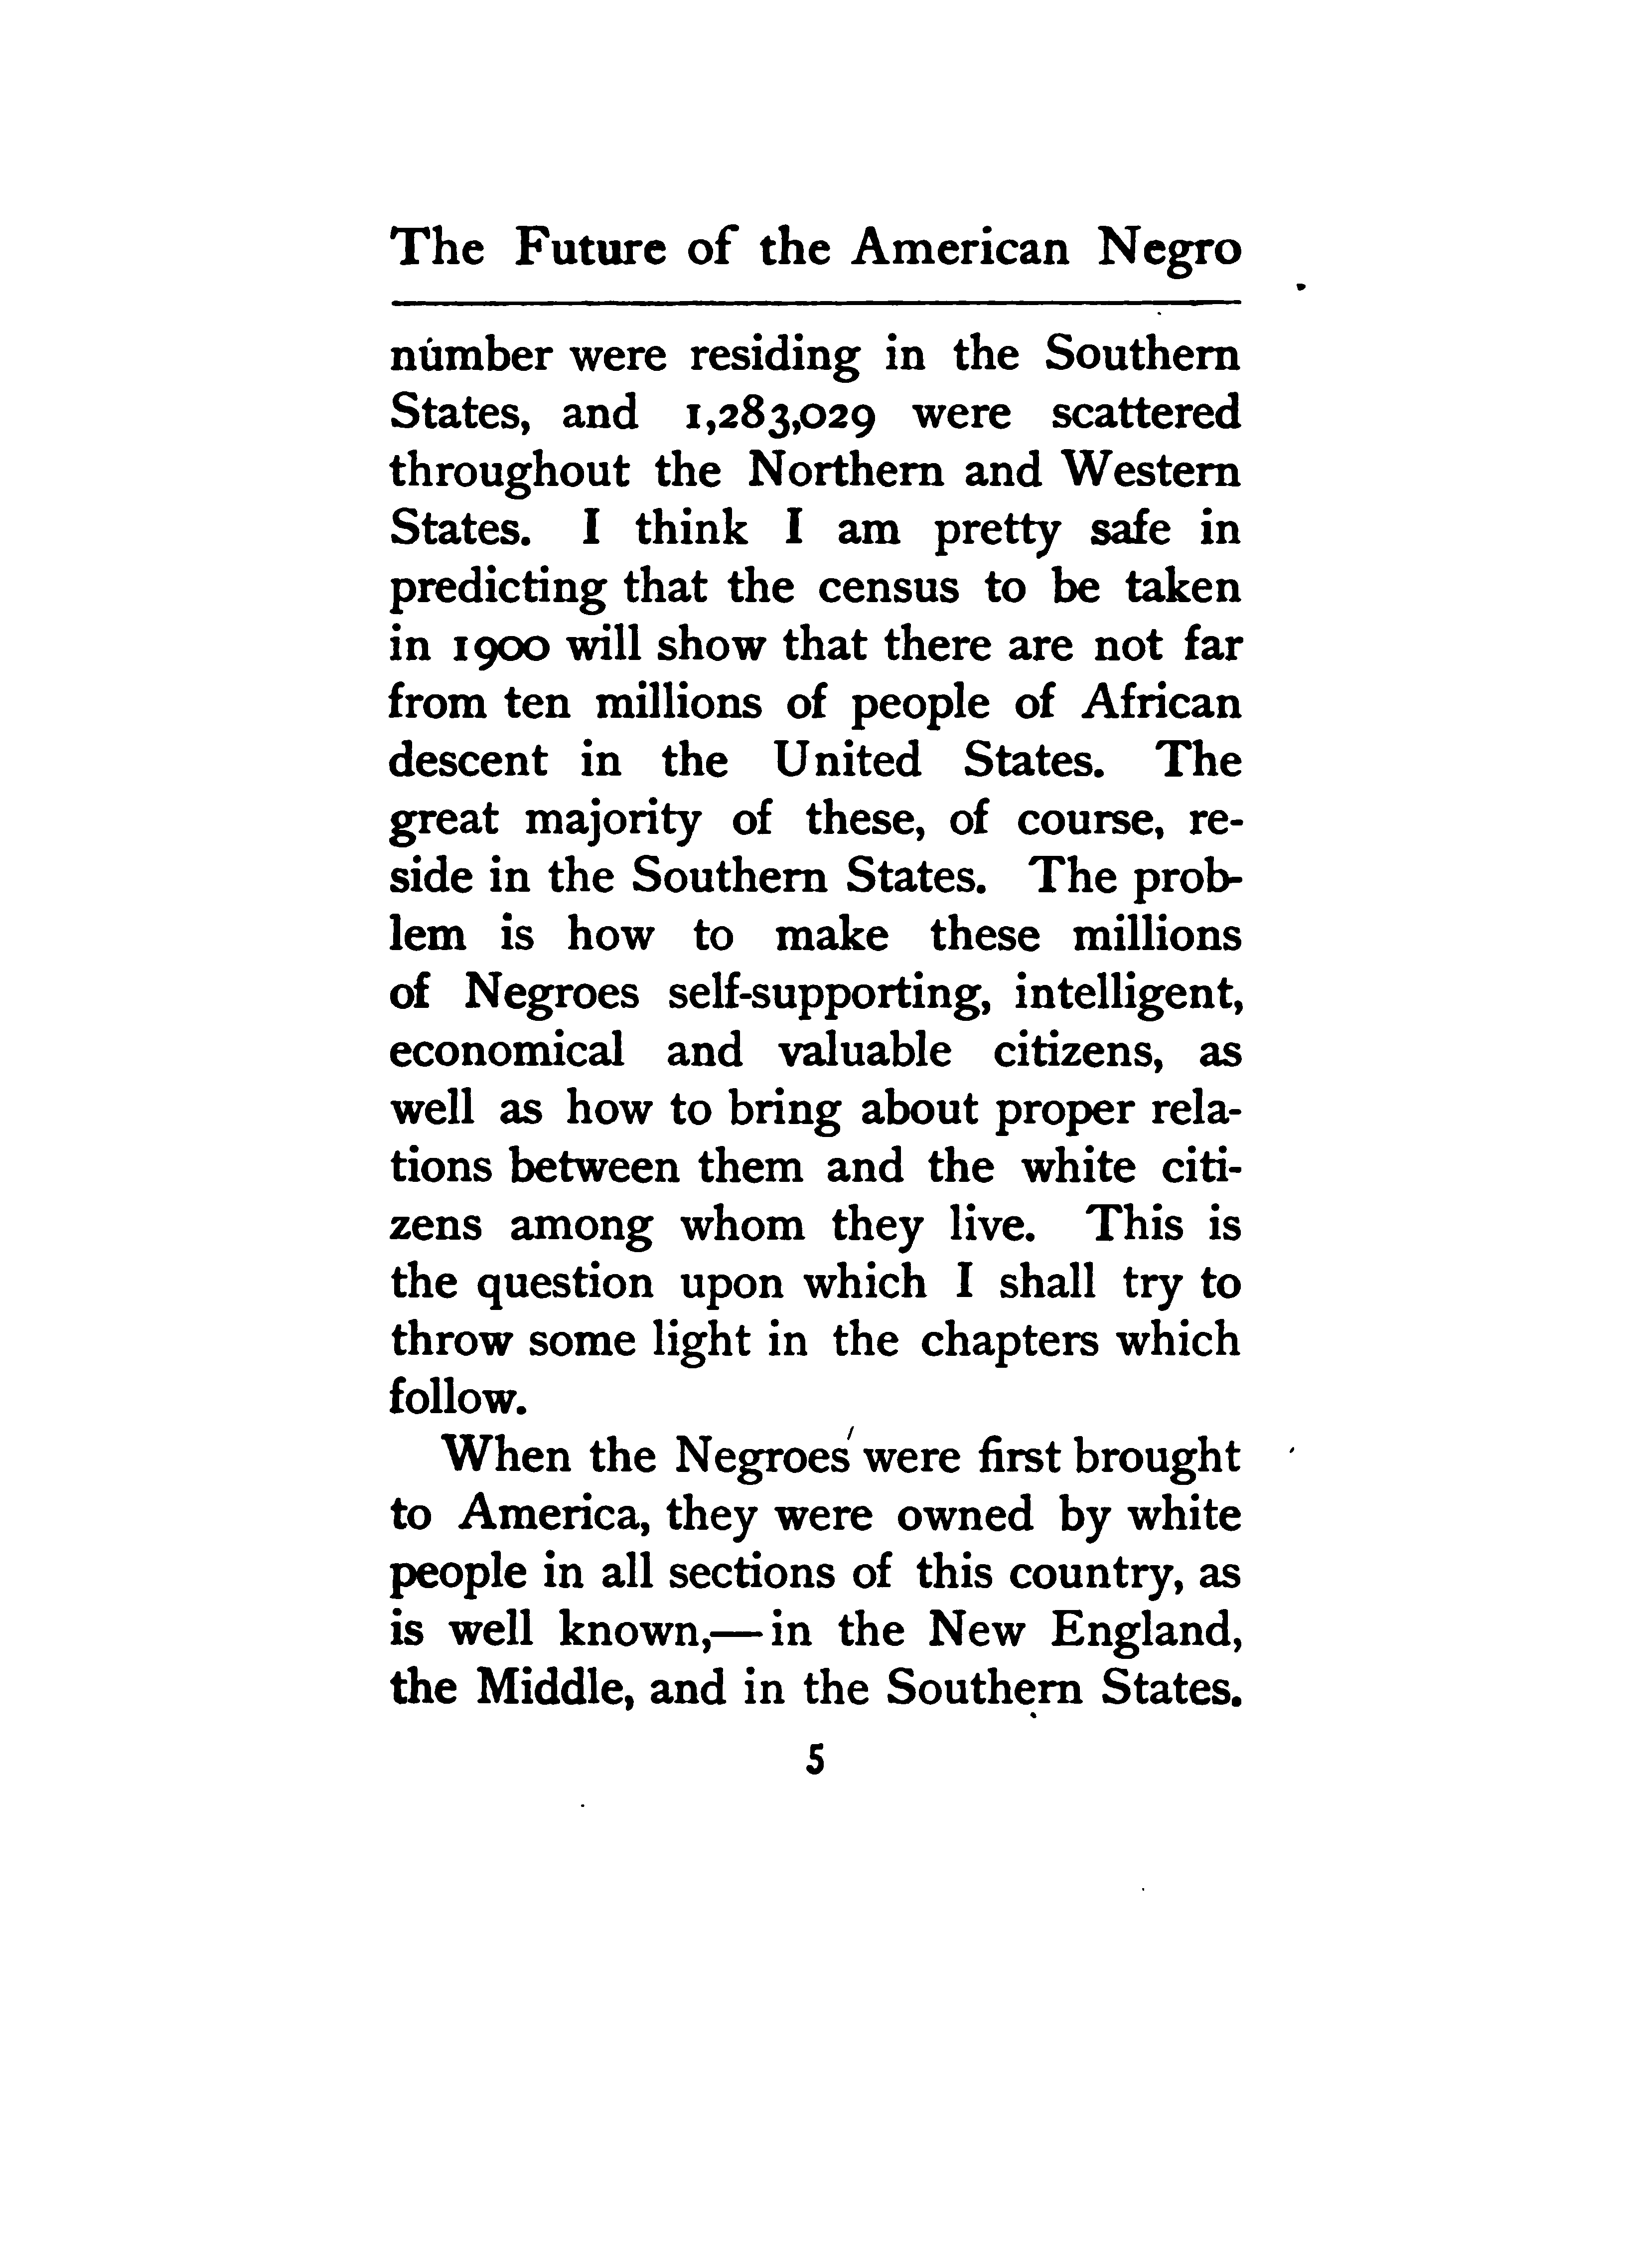 The Future of the American Negro
number were residing in the Southern
States, and 1,283,029 were scattered
throughout the Northern and Western
States. I think I am pretty safe in
predicting that the census to be taken
in 1900 will show that there are not far
from ten millions of people of African
descent in the United States. The
great majority of these, of course, re-
side in the Southern States. The prob-
lem is how to make these millions
of Negroes self-supporting, intelligent,
economical and valuable citizens, as
well as how to bring about proper rela-
tions between them and the white citi-
zens among whom they live. This is
the question upon which I shall try to
throw some light in the chapters which
follow.
When the Negroes were first brought
to America, they were owned by white
people in all sections of this country, as
is well known,—in the New England,
the Middle, and in the Southern States.
5